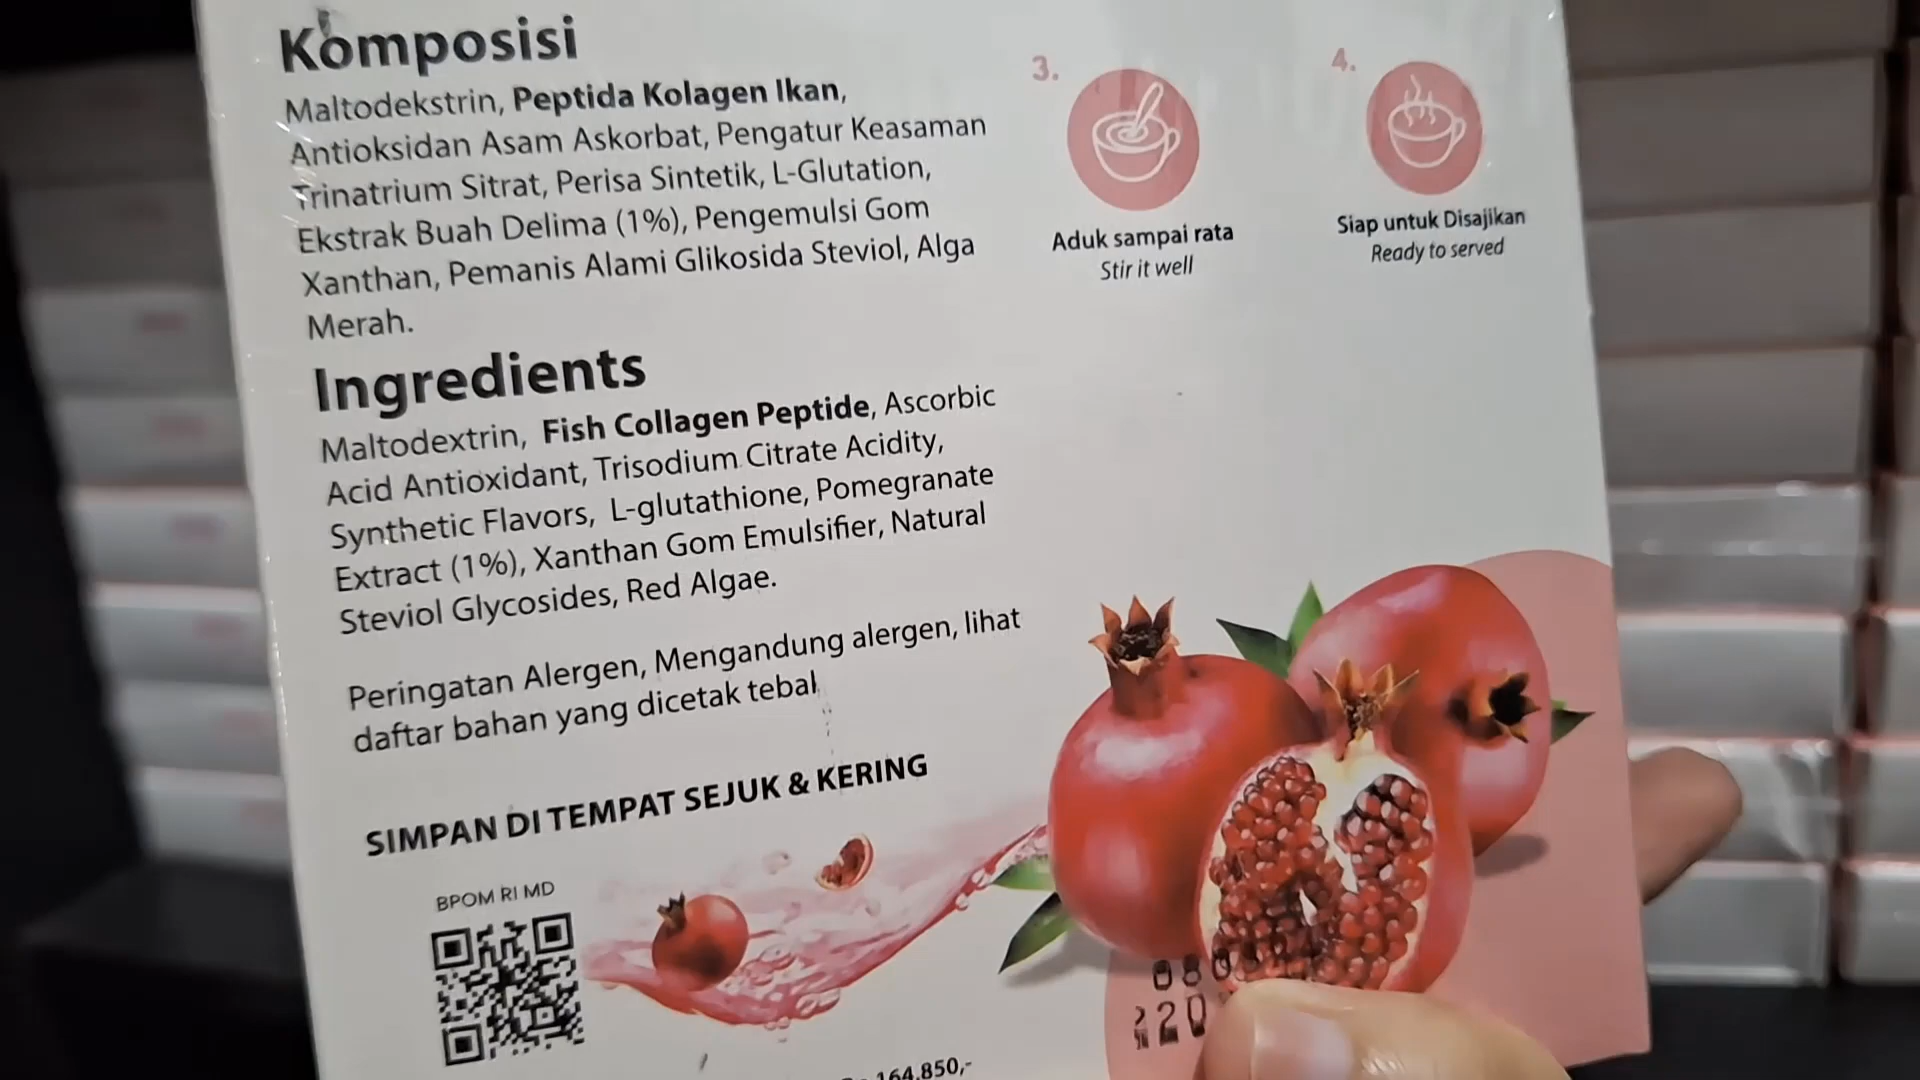 Komposisi
Maltodekstrin, Peptida Kolagen Ikan,
Antioksidan Asam Askorbat, Pengatur Keasaman
Trinatrium Sitrat, Perisa Sintetik, L-Glutation,
Ekstrak Buah Delima (1%), Pengemulsi Gom
Xanthan, Pemanis Alami Glikosida Steviol, Alga
Merah.
Ingredients
Maltodextrin, Fish Collagen Peptide, Ascorbic
Acid Antioxidant, Trisodium Citrate Acidity,
Synthetic Flavors, L-glutathione, Pomegranate
Extract (1%), Xanthan Gom Emulsifier, Natural
Steviol Glycosides, Red Algae.
Peringatan Alergen, Mengandung alergen, lihat
daftar bahan yang dicetak tebal
SIMPAN DI TEMPAT SEJUK & KERING
BPOM RI MD
164.850,-
3.
Aduk sampai rata
Stir it well
4.
Siap untuk Disajikan
Ready to served